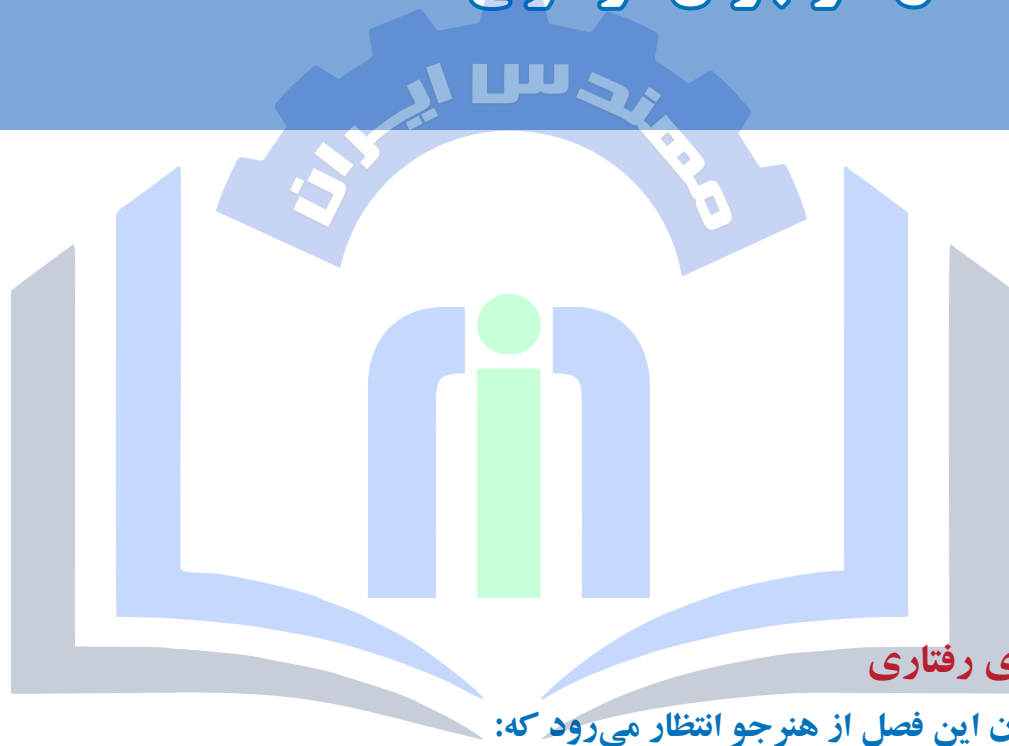 مهندس ایران
ی رفتاری
ن این فصل از هنرجو انتظار می‌رود که: